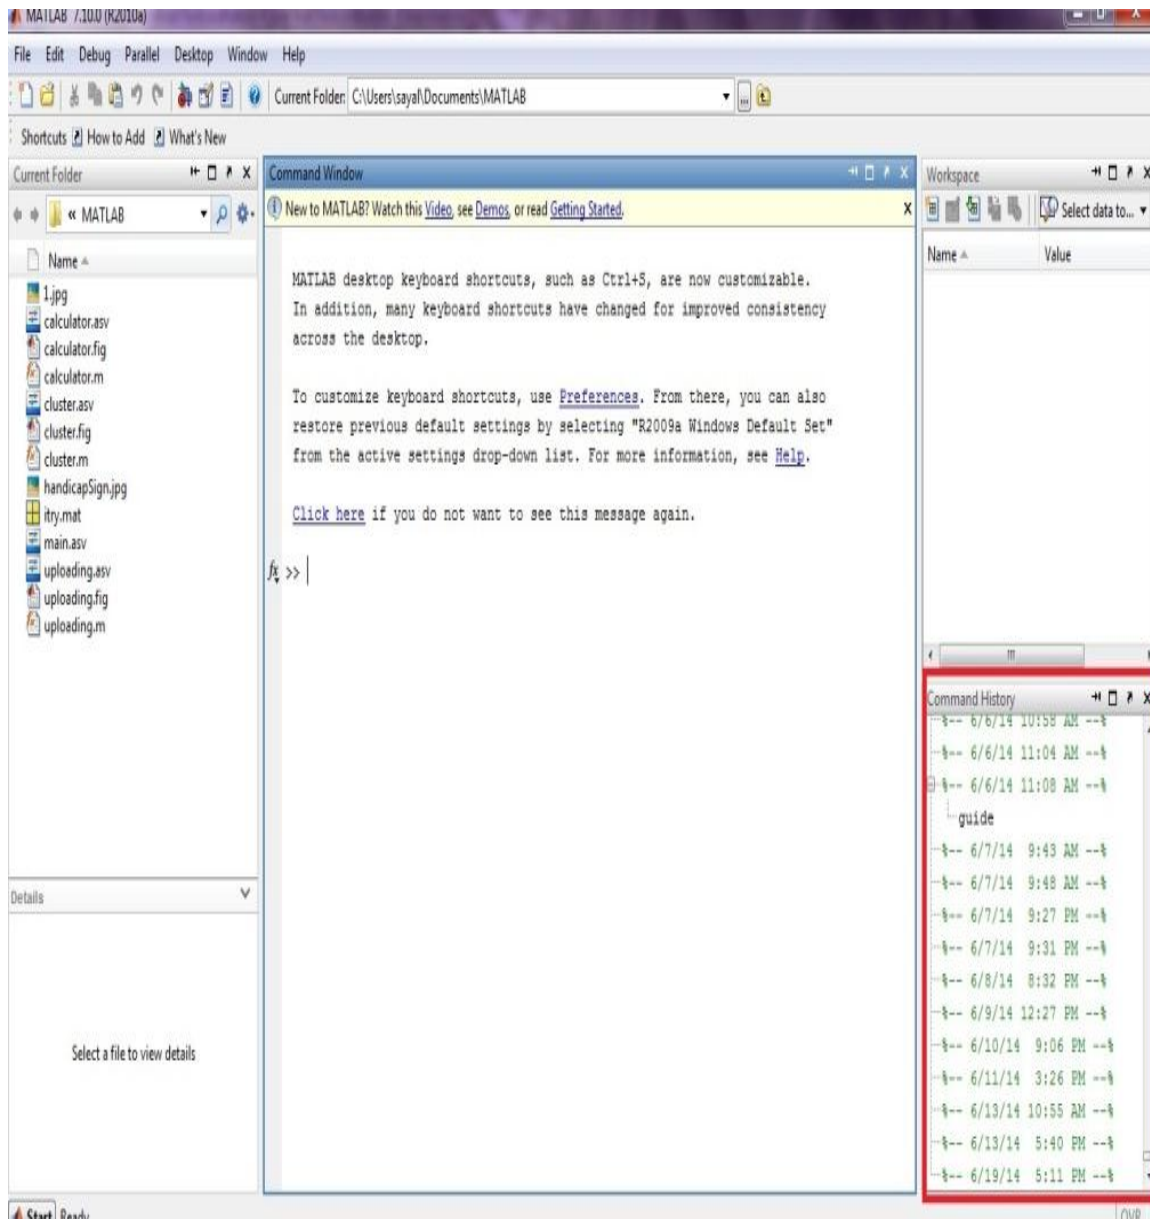 MATLAB 7.10.0 (R2010a)
File Edit Debug Parallel Desktop Window Help
Current Folder: C:\Users\sayal\Documents\MATLAB
Shortcuts How to Add What's New
Current Folder
« MATLAB
Name
1.jpg
calculator.asv
calculator.fig
calculator.m
cluster.asv
cluster.fig
cluster.m
handicapSign.jpg
itry.mat
main.asv
uploading.asv
uploading.fig
uploading.m
Details
Select a file to view details
Command Window
New to MATLAB? Watch this Video, see Demos, or read Getting Started.
MATLAB desktop keyboard shortcuts, such as Ctrl+S, are now customizable.
In addition, many keyboard shortcuts have changed for improved consistency
across the desktop.
To customize keyboard shortcuts, use Preferences. From there, you can also
restore previous default settings by selecting "R2009a Windows Default Set"
from the active settings drop-down list. For more information, see Help.
Click here if you do not want to see this message again.
fx >>
Workspace
Select data to...
Name Value
Command History
%-- 6/6/14 10:58 AM --%
%-- 6/6/14 11:04 AM --%
%-- 6/6/14 11:08 AM --%
guide
%-- 6/7/14 9:43 AM --%
%-- 6/7/14 9:48 AM --%
%-- 6/7/14 9:27 PM --%
%-- 6/7/14 9:31 PM --%
%-- 6/8/14 8:32 PM --%
%-- 6/9/14 12:27 PM --%
%-- 6/10/14 9:06 PM --%
%-- 6/11/14 3:26 PM --%
%-- 6/13/14 10:55 AM --%
%-- 6/13/14 5:40 PM --%
%-- 6/19/14 5:11 PM --%
Start Ready
OVR